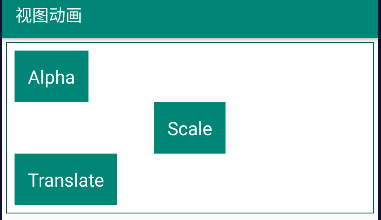 视图动画
Alpha
Scale
Translate